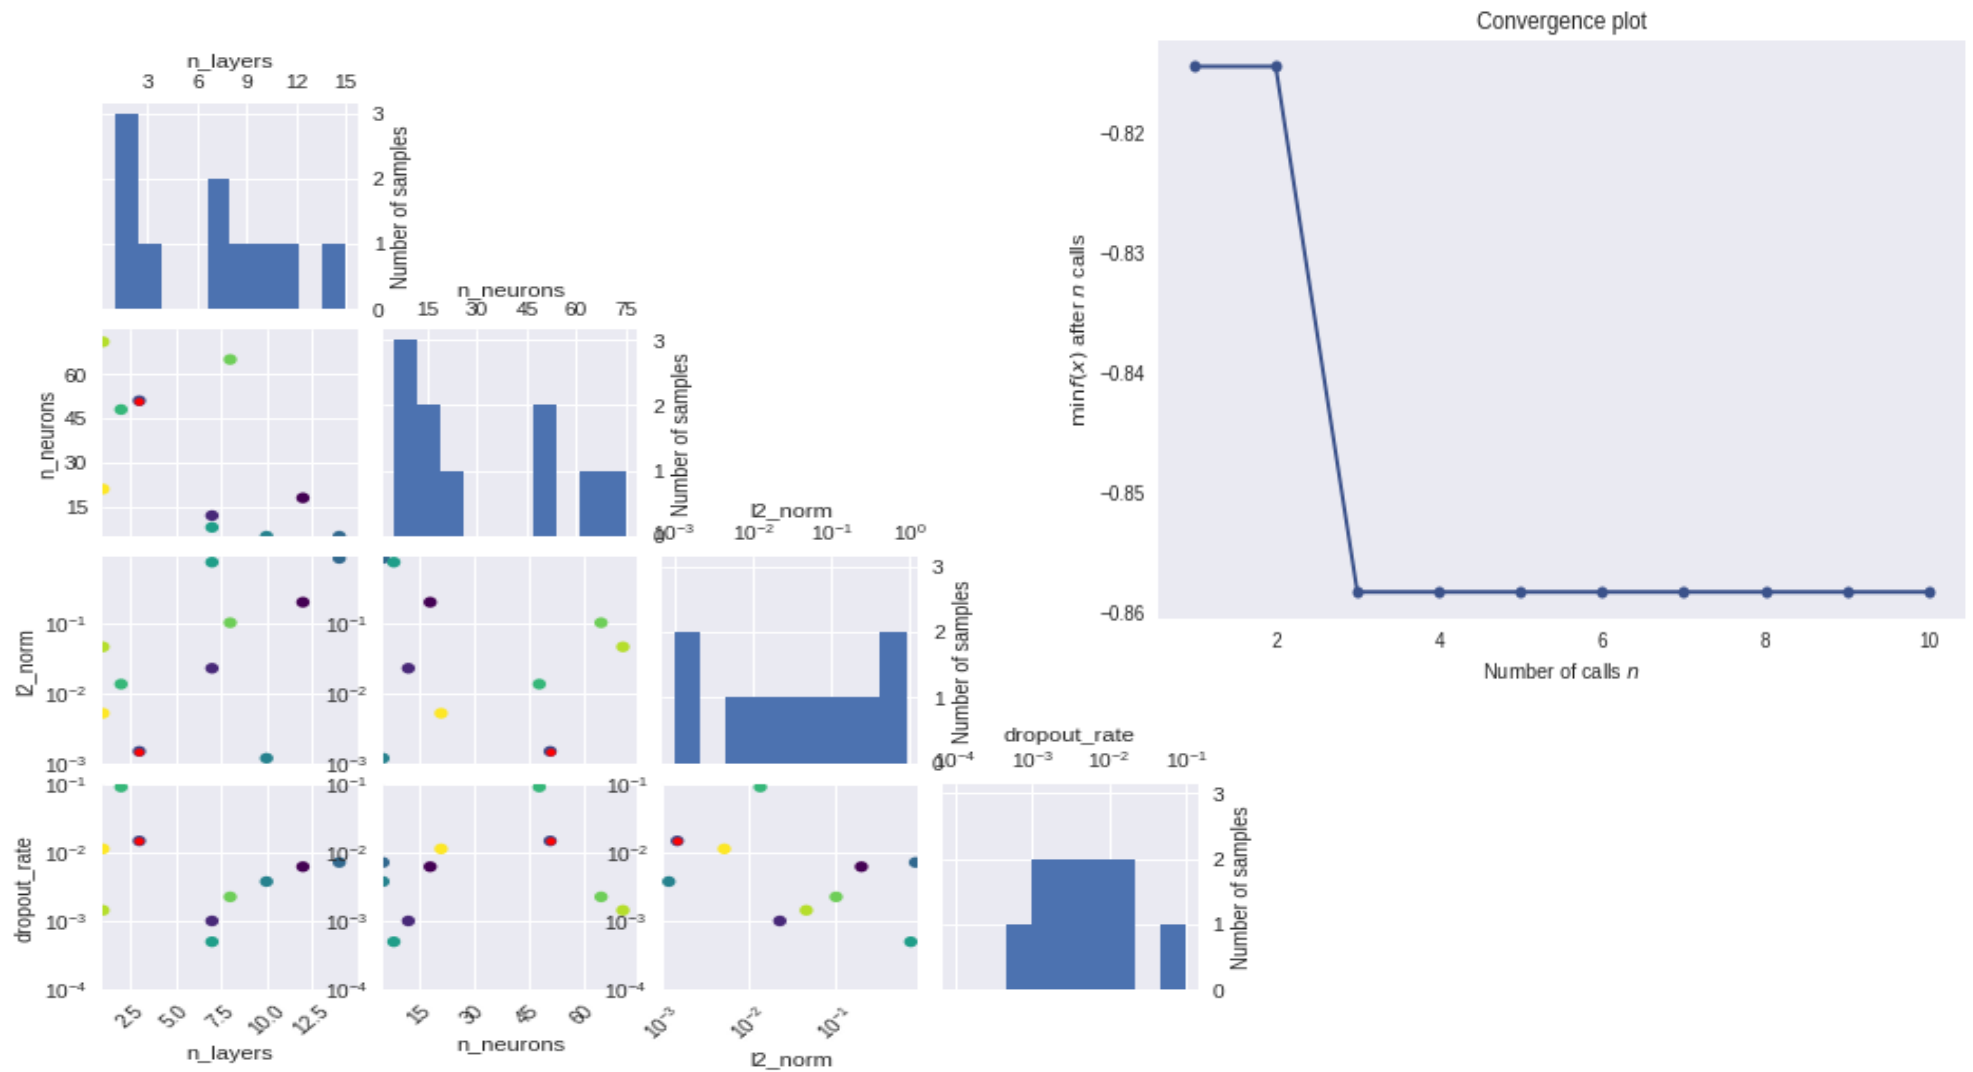 Convergence plot
n_layers
3 6 9 12 15
3
2
1
0
Number of samples
−0.82
−0.83
−0.84
−0.85
−0.86
min f(x) after n calls
2 4 6 8 10
Number of calls n
n_neurons
15 30 45 60 75
60
45
30
15
n_neurons
3
2
1
0
Number of samples
l2_norm
10⁻³ 10⁻² 10⁻¹ 10⁰
10⁻¹
10⁻²
10⁻³
l2_norm
10⁻¹
10⁻²
10⁻³
3
2
1
0
Number of samples
dropout_rate
10⁻⁴ 10⁻³ 10⁻² 10⁻¹
10⁻¹
10⁻²
10⁻³
10⁻⁴
dropout_rate
10⁻¹
10⁻²
10⁻³
10⁻⁴
10⁻¹
10⁻²
10⁻³
10⁻⁴
3
2
1
0
Number of samples
2.5 5.0 7.5 10.0 12.5
n_layers
15 30 45 60
n_neurons
10⁻³ 10⁻² 10⁻¹
l2_norm